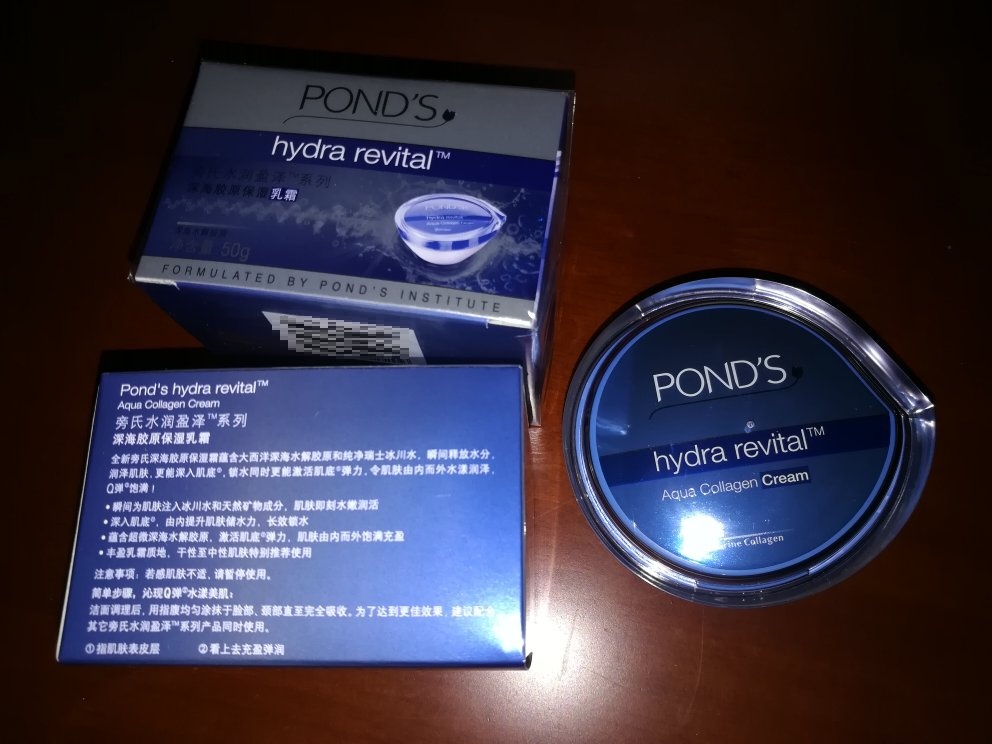 POND'S
hydra revital™
旁氏水润盈泽™系列
深海胶原保湿乳霜
净含量 50g
FORMULATED BY POND'S INSTITUTE
POND'S
hydra revital
Pond's hydra revital™
Aqua Collagen Cream
旁氏水润盈泽™系列
深海胶原保湿乳霜
全新旁氏深海胶原保湿霜蕴含大西洋深海水解胶原和纯净瑞士冰川水，瞬间释放水分，
润泽肌肤，更能深入肌底①，锁水同时更能激活肌底①弹力，令肌肤由内而外水漾润泽，
Q弹②饱满！
• 瞬间为肌肤注入冰川水和天然矿物成分，肌肤即刻水嫩润活
• 深入肌底①，由内提升肌肤储水力，长效锁水
• 蕴含超微深海水解胶原，激活肌底①弹力，肌肤由内而外饱满充盈
• 丰盈乳霜质地，干性至中性肌肤特别推荐使用
注意事项：若感肌肤不适，请暂停使用。
简单步骤，沁现Q弹②水漾美肌：
洁面调理后，用指腹均匀涂抹于脸部、颈部直至完全吸收。为了达到更佳效果，建议配合
其它旁氏水润盈泽™系列产品同时使用。
①指肌肤表皮层 ②看上去充盈弹润
POND'S
hydra revital™
Aqua Collagen Cream
Collagen